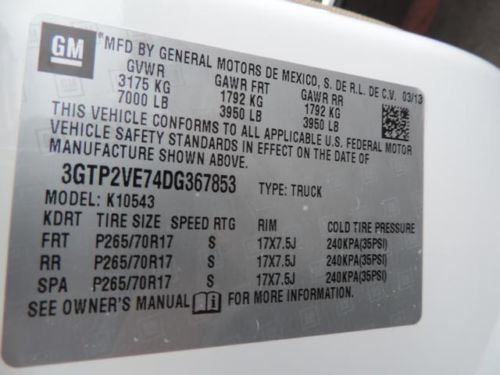 GM *MFD BY GENERAL MOTORS DE MEXICO, S. DE R.L. DE C.V. 03/13
GVWR GAWR FRT GAWR RR
3175 KG 1792 KG 1792 KG
7000 LB 3950 LB 3950 LB
THIS VEHICLE CONFORMS TO ALL APPLICABLE U.S. FEDERAL MOTOR
VEHICLE SAFETY STANDARDS IN EFFECT ON THE DATE OF
MANUFACTURE SHOWN ABOVE.
3GTP2VE74DG367853 TYPE: TRUCK
MODEL: K10543
KDRT TIRE SIZE SPEED RTG RIM COLD TIRE PRESSURE
FRT P265/70R17 S 17X7.5J 240KPA(35PSI)
RR P265/70R17 S 17X7.5J 240KPA(35PSI)
SPA P265/70R17 S 17X7.5J 240KPA(35PSI)
SEE OWNER'S MANUAL FOR MORE INFORMATION.